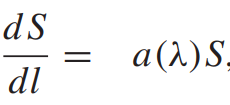 dS/dl = a(λ)S,